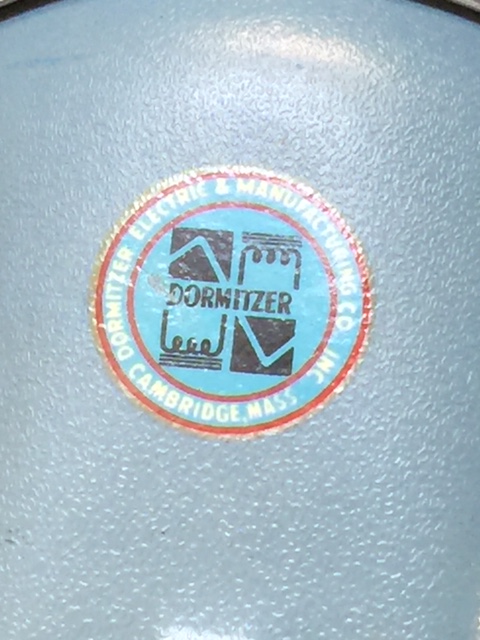 DORMITZER ELECTRIC & MANUFACTURING CO INC
DORMITZER
CAMBRIDGE, MASS